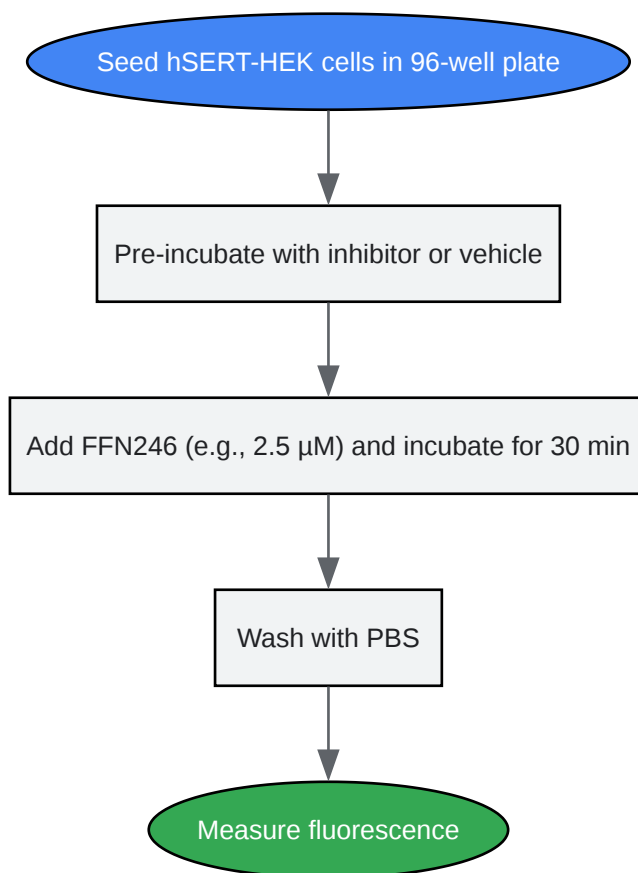 Seed hSERT-HEK cells in 96-well plate
Pre-incubate with inhibitor or vehicle
Add FFN246 (e.g., 2.5 µM) and incubate for 30 min
Wash with PBS
Measure fluorescence